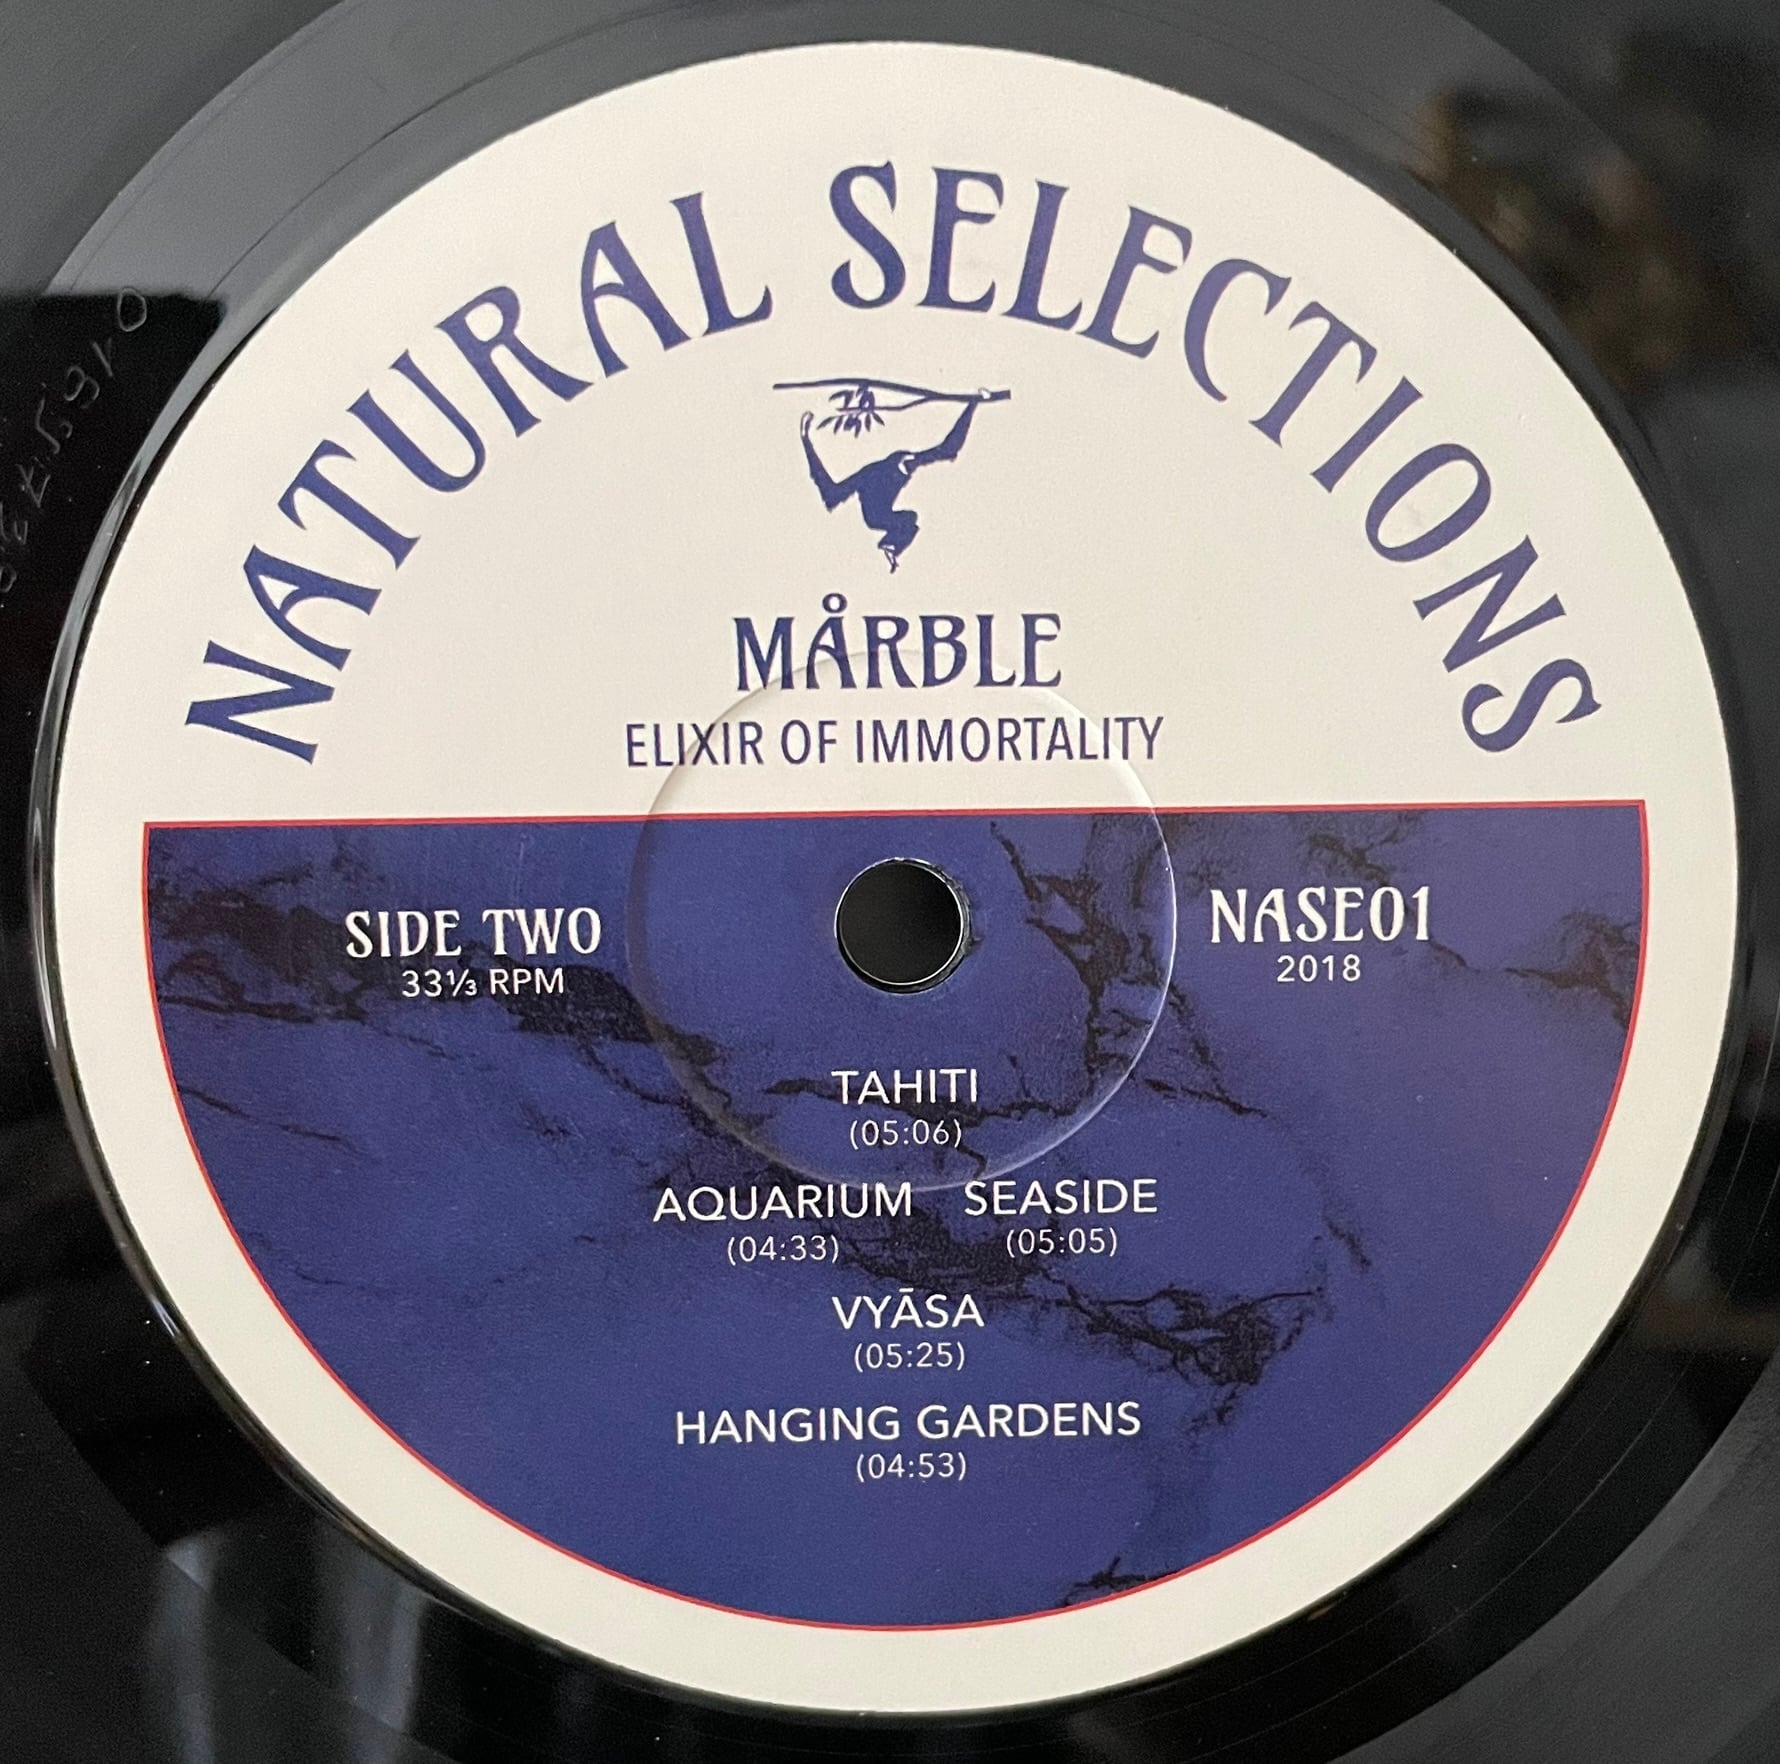 NATURAL SELECTIONS
MÅRBLE
ELIXIR OF IMMORTALITY
SIDE TWO
33⅓ RPM
NASE01
2018
TAHITI
(05:06)
AQUARIUM SEASIDE
(04:33) (05:05)
VYĀSA
(05:25)
HANGING GARDENS
(04:53)